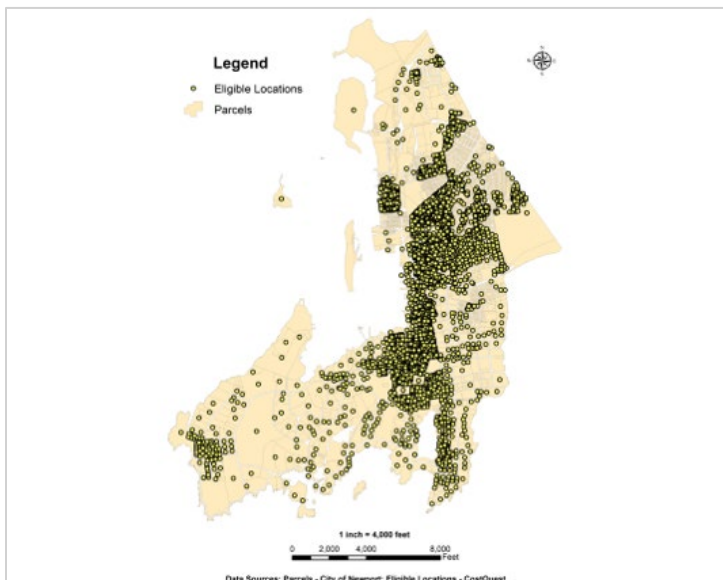 Legend
Eligible Locations
Parcels
1 inch = 4,000 feet
0 2,000 4,000 8,000
Feet
Data Sources: Parcels - City of Newport; Eligible Locations - CostQuest